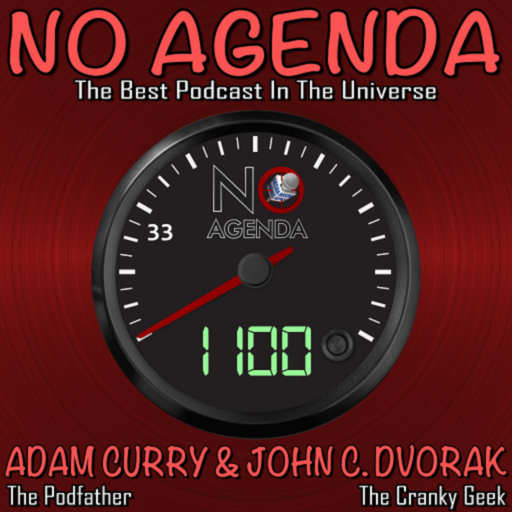 NO AGENDA
The Best Podcast In The Universe
NO
AGENDA
33
1100
ADAM CURRY & JOHN C. DVORAK
The Podfather The Cranky Geek